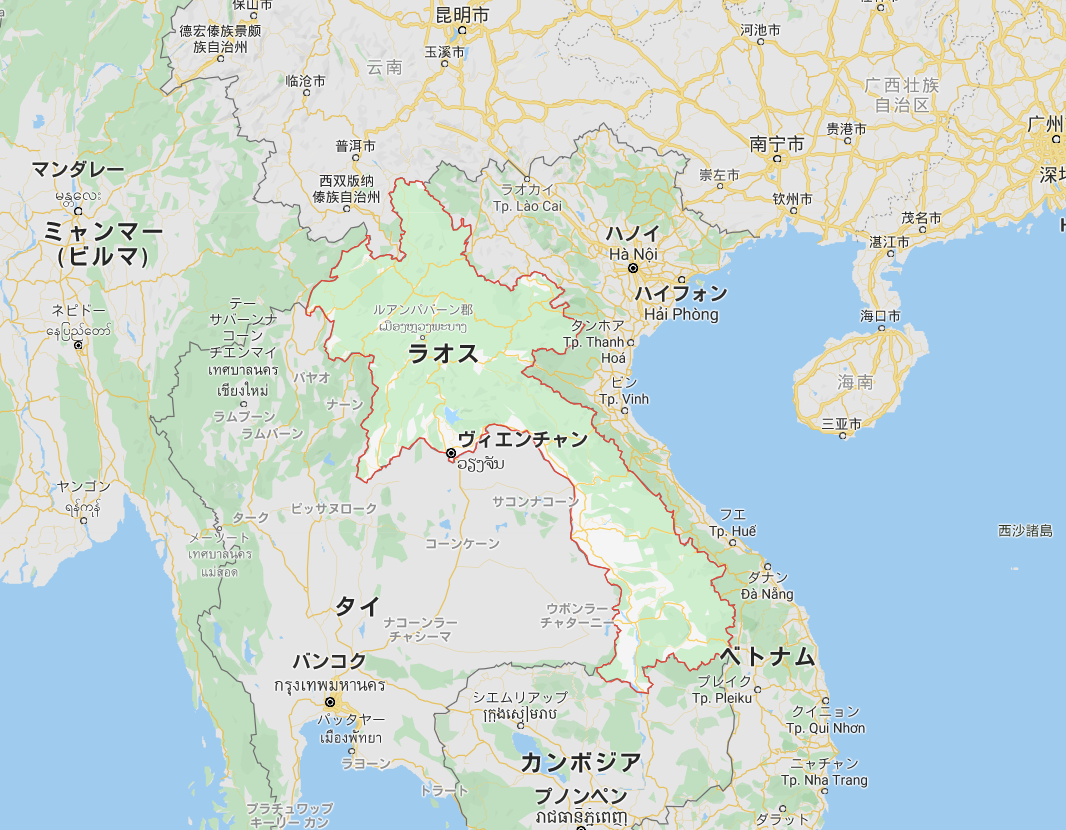 保山市
昆明市
德宏傣族景颇
族自治州
玉溪市
河池市
云南
临沧市
广西壮族
自治区
贵港市
广州
南宁市
普洱市
マンダレー
မန္တလေး
西双版纳
傣族自治州
崇左市
深圳
ラオカイ
Tp. Lào Cai
钦州市
茂名市
ミャンマー
(ビルマ)
ハノイ
Hà Nội
湛江市
ハイフォン
Hải Phòng
ネピドー
နေပြည်တော်
テー
サバーンナ
コーン
ルアンパバーン郡
ເມືອງຫຼວງພະບາງ
海口市
タンホア
Tp. Thanh
Hoá
チエンマイ
เทศบาลนคร
เชียงใหม่
ラオス
パヤオ
ビン
Tp. Vinh
海南
ナーン
ラムプーン
ラムパーン
三亚市
ヴィエンチャン
ວຽງຈັນ
ヤンゴン
ရန်ကုန်
サコンナコーン
ピッサヌローク
ターク
フエ
Tp. Huế
西沙諸島
メーソート
เทศบาลนคร
แม่สอด
コーンケーン
ダナン
Đà Nẵng
タイ
ウボンラー
チャターニー
ナコーンラー
チャシーマ
バンコク
กรุงเทพมหานคร
ベトナム
プレイク
Tp. Pleiku
シエムリアップ
ក្រុងសៀមរាប
パッタヤー
เมืองพัทยา
クイニョン
Tp. Qui Nhơn
ラヨーン
カンボジア
ニャチャン
Tp. Nha Trang
トラート
プノンペン
រាជធានីភ្នំពេញ
プラチュワップ
キーリー カン
ダラット